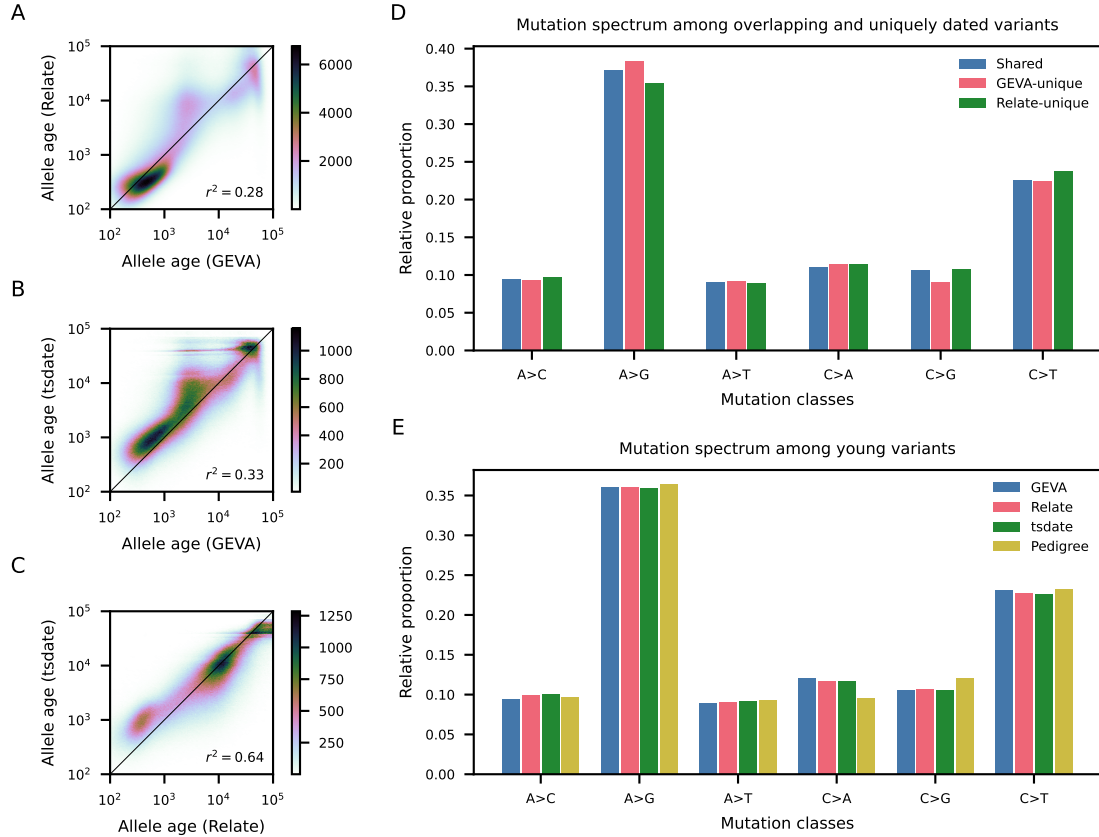 A
10^5
10^4
10^3
10^2
Allele age (Relate)
r^2 = 0.28
10^2 10^3 10^4 10^5
Allele age (GEVA)
6000
4000
2000
B
10^5
10^4
10^3
10^2
Allele age (tsdate)
r^2 = 0.33
10^2 10^3 10^4 10^5
Allele age (GEVA)
1000
800
600
400
200
C
10^5
10^4
10^3
10^2
Allele age (tsdate)
r^2 = 0.64
10^2 10^3 10^4 10^5
Allele age (Relate)
1250
1000
750
500
250
D
Mutation spectrum among overlapping and uniquely dated variants
0.40
0.35
0.30
0.25
0.20
0.15
0.10
0.05
0.00
Relative proportion
Shared
GEVA-unique
Relate-unique
A>C A>G A>T C>A C>G C>T
Mutation classes
E
Mutation spectrum among young variants
0.35
0.30
0.25
0.20
0.15
0.10
0.05
0.00
Relative proportion
GEVA
Relate
tsdate
Pedigree
A>C A>G A>T C>A C>G C>T
Mutation classes